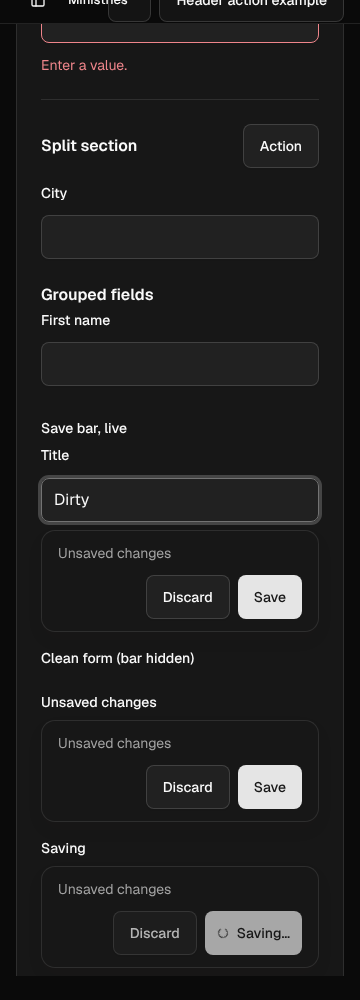 Ministries
Header action example
Enter a value.
Split section
Action
City
Grouped fields
First name
Save bar, live
Title
Dirty
Unsaved changes
Discard
Save
Clean form (bar hidden)
Unsaved changes
Unsaved changes
Discard
Save
Saving
Unsaved changes
Discard
Saving...